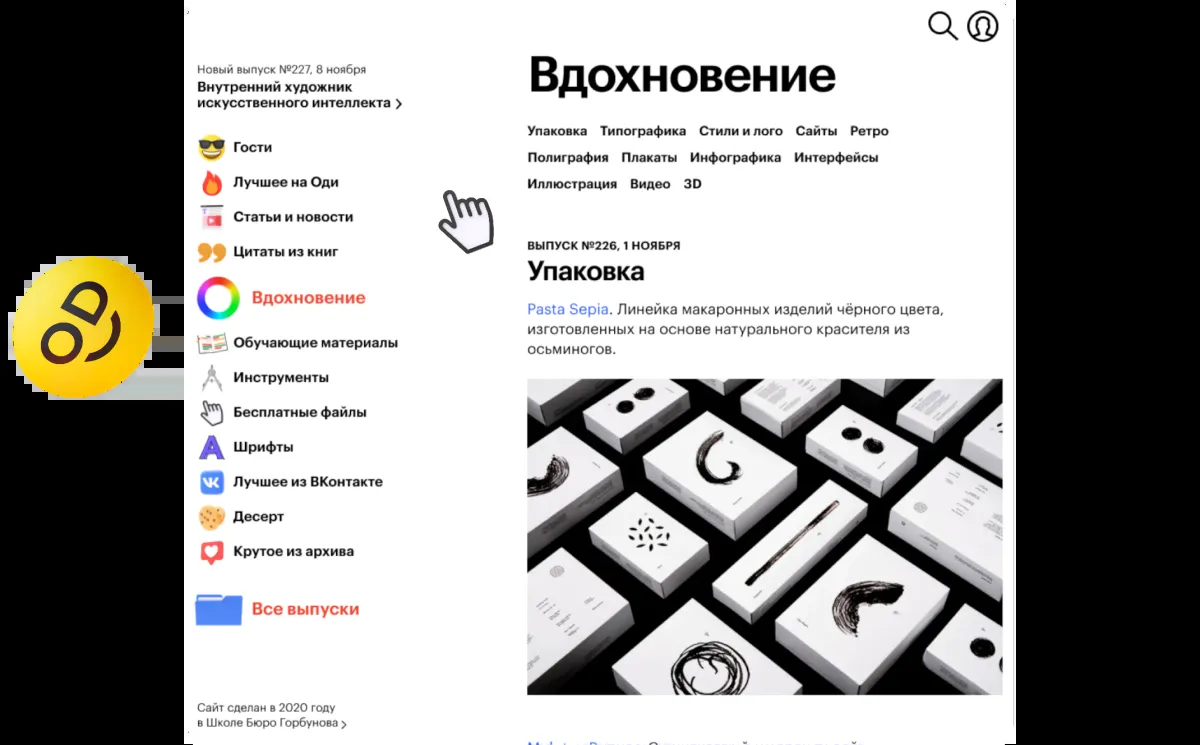 Новый выпуск №227, 8 ноября
Внутренний художник
искусственного интеллекта
Гости
Лучшее на Оди
Статьи и новости
Цитаты из книг
Вдохновение
Обучающие материалы
Инструменты
Бесплатные файлы
Шрифты
Лучшее из ВКонтакте
Десерт
Крутое из архива
Все выпуски
Сайт сделан в 2020 году
в Школе Бюро Горбунова
OD
Вдохновение
Упаковка Типографика Стили и лого Сайты Ретро
Полиграфия Плакаты Инфографика Интерфейсы
Иллюстрация Видео 3D
ВЫПУСК №226, 1 НОЯБРЯ
Упаковка
Pasta Sepia. Линейка макаронных изделий чёрного цвета,
изготовленных на основе натурального красителя из
осьминогов.